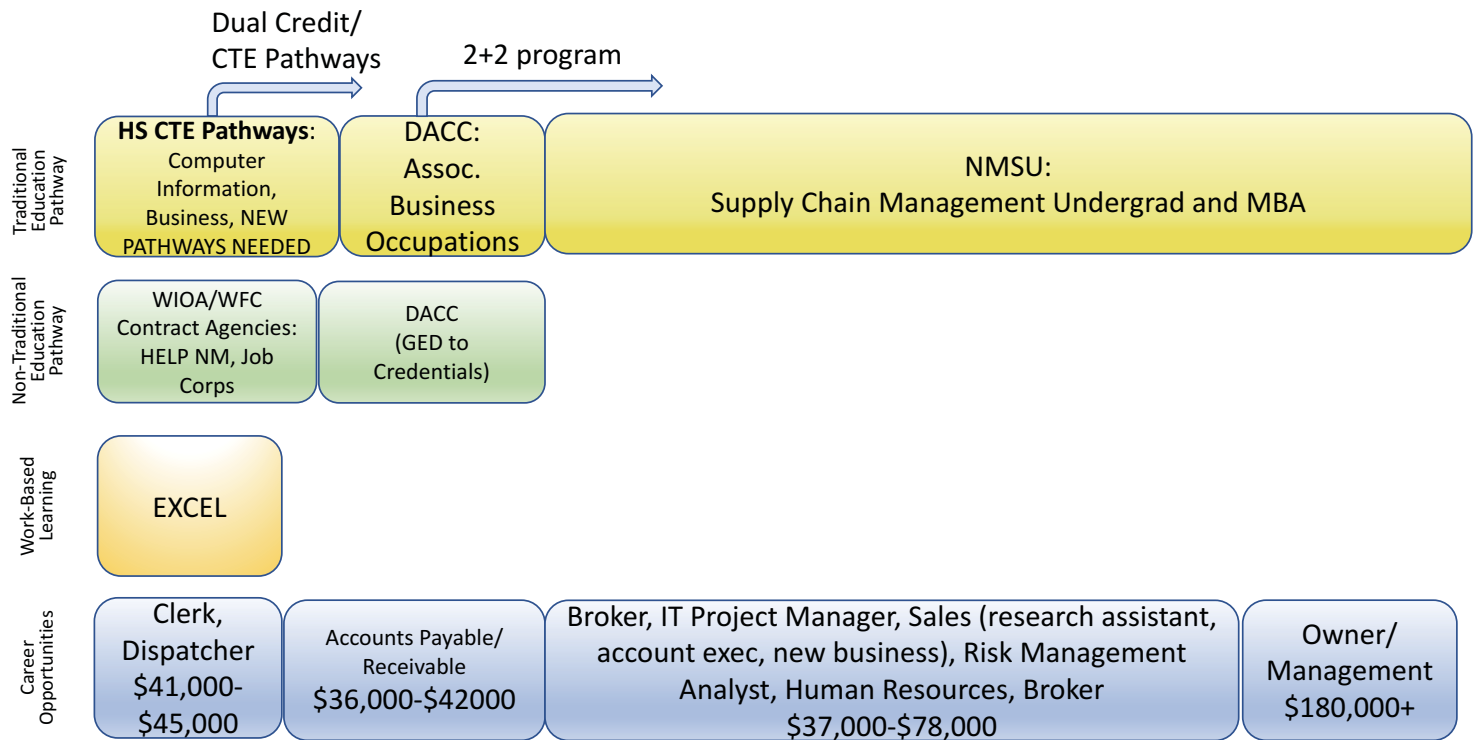 Dual Credit/
CTE Pathways
2+2 program
Traditional
Education
Pathway
HS CTE Pathways:
Computer
Information,
Business, NEW
PATHWAYS NEEDED
DACC:
Assoc.
Business
Occupations
NMSU:
Supply Chain Management Undergrad and MBA
Non-Traditional
Education
Pathway
WIOA/WFC
Contract Agencies:
HELP NM, Job
Corps
DACC
(GED to
Credentials)
Work-Based
Learning
EXCEL
Career
Opportunities
Clerk,
Dispatcher
$41,000-
$45,000
Accounts Payable/
Receivable
$36,000-$42000
Broker, IT Project Manager, Sales (research assistant,
account exec, new business), Risk Management
Analyst, Human Resources, Broker
$37,000-$78,000
Owner/
Management
$180,000+